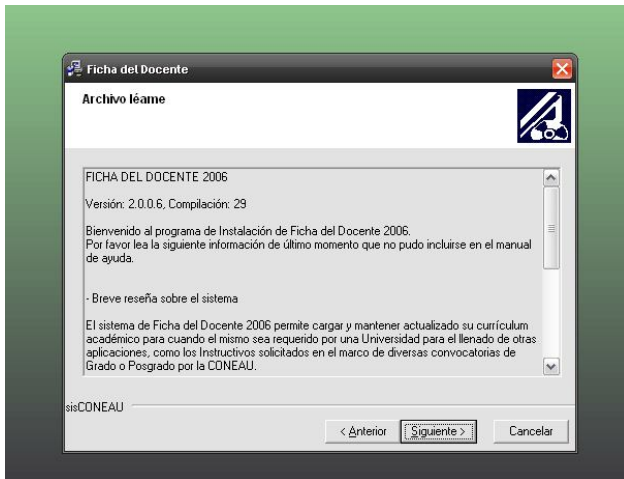 Ficha del Docente
Archivo léame
FICHA DEL DOCENTE 2006
Versión: 2.0.0.6, Compilación: 29
Bienvenido al programa de Instalación de Ficha del Docente 2006.
Por favor lea la siguiente información de último momento que no pudo incluirse en el manual
de ayuda.
- Breve reseña sobre el sistema
El sistema de Ficha del Docente 2006 permite cargar y mantener actualizado su currículum
académico para cuando el mismo sea requerido por una Universidad para el llenado de otras
aplicaciones, como los Instructivos solicitados en el marco de diversas convocatorias de
Grado o Posgrado por la CONEAU.
sisCONEAU
< Anterior Siguiente > Cancelar